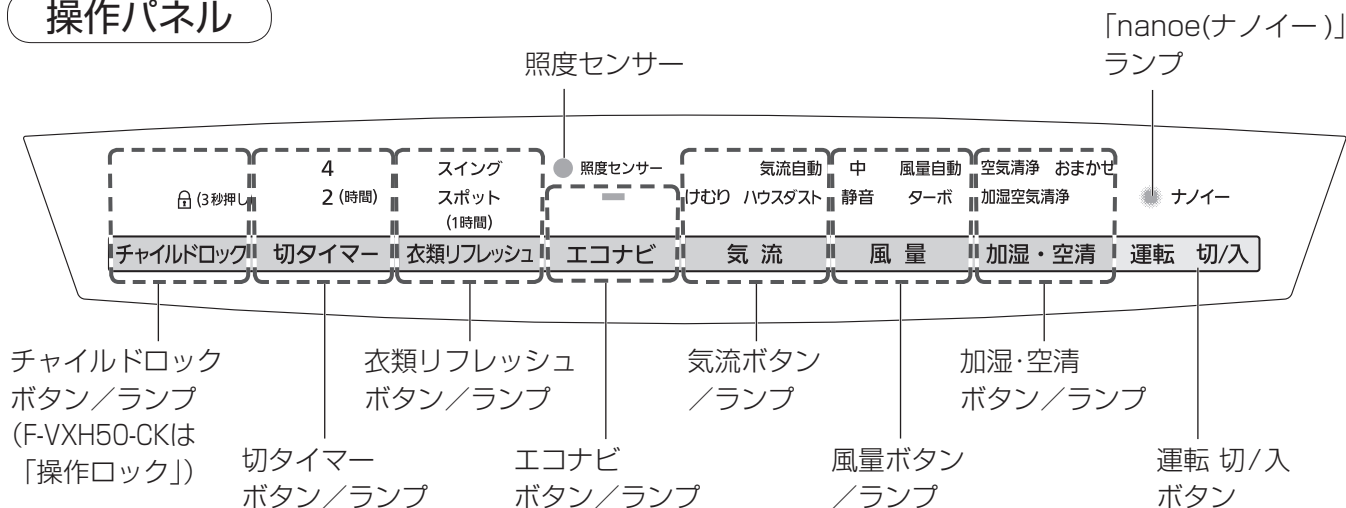 操作パネル
「nanoe(ナノイー)」
ランプ
照度センサー
4
スイング
照度センサー
気流自動
中 風量自動
空気清浄 おまかせ
(3秒押し
2(時間)
スポット
けむり ハウスダスト
静音 ターボ
加湿空気清浄
ナノイー
(1時間)
チャイルドロック
切タイマー
衣類リフレッシュ
エコナビ
気流
風量
加湿・空清
運転 切/入
チャイルドロック
ボタン/ランプ
(F-VXH50-CKは
「操作ロック」)
衣類リフレッシュ
ボタン/ランプ
気流ボタン
/ランプ
加湿・空清
ボタン/ランプ
切タイマー
ボタン/ランプ
エコナビ
ボタン/ランプ
風量ボタン
/ランプ
運転 切/入
ボタン